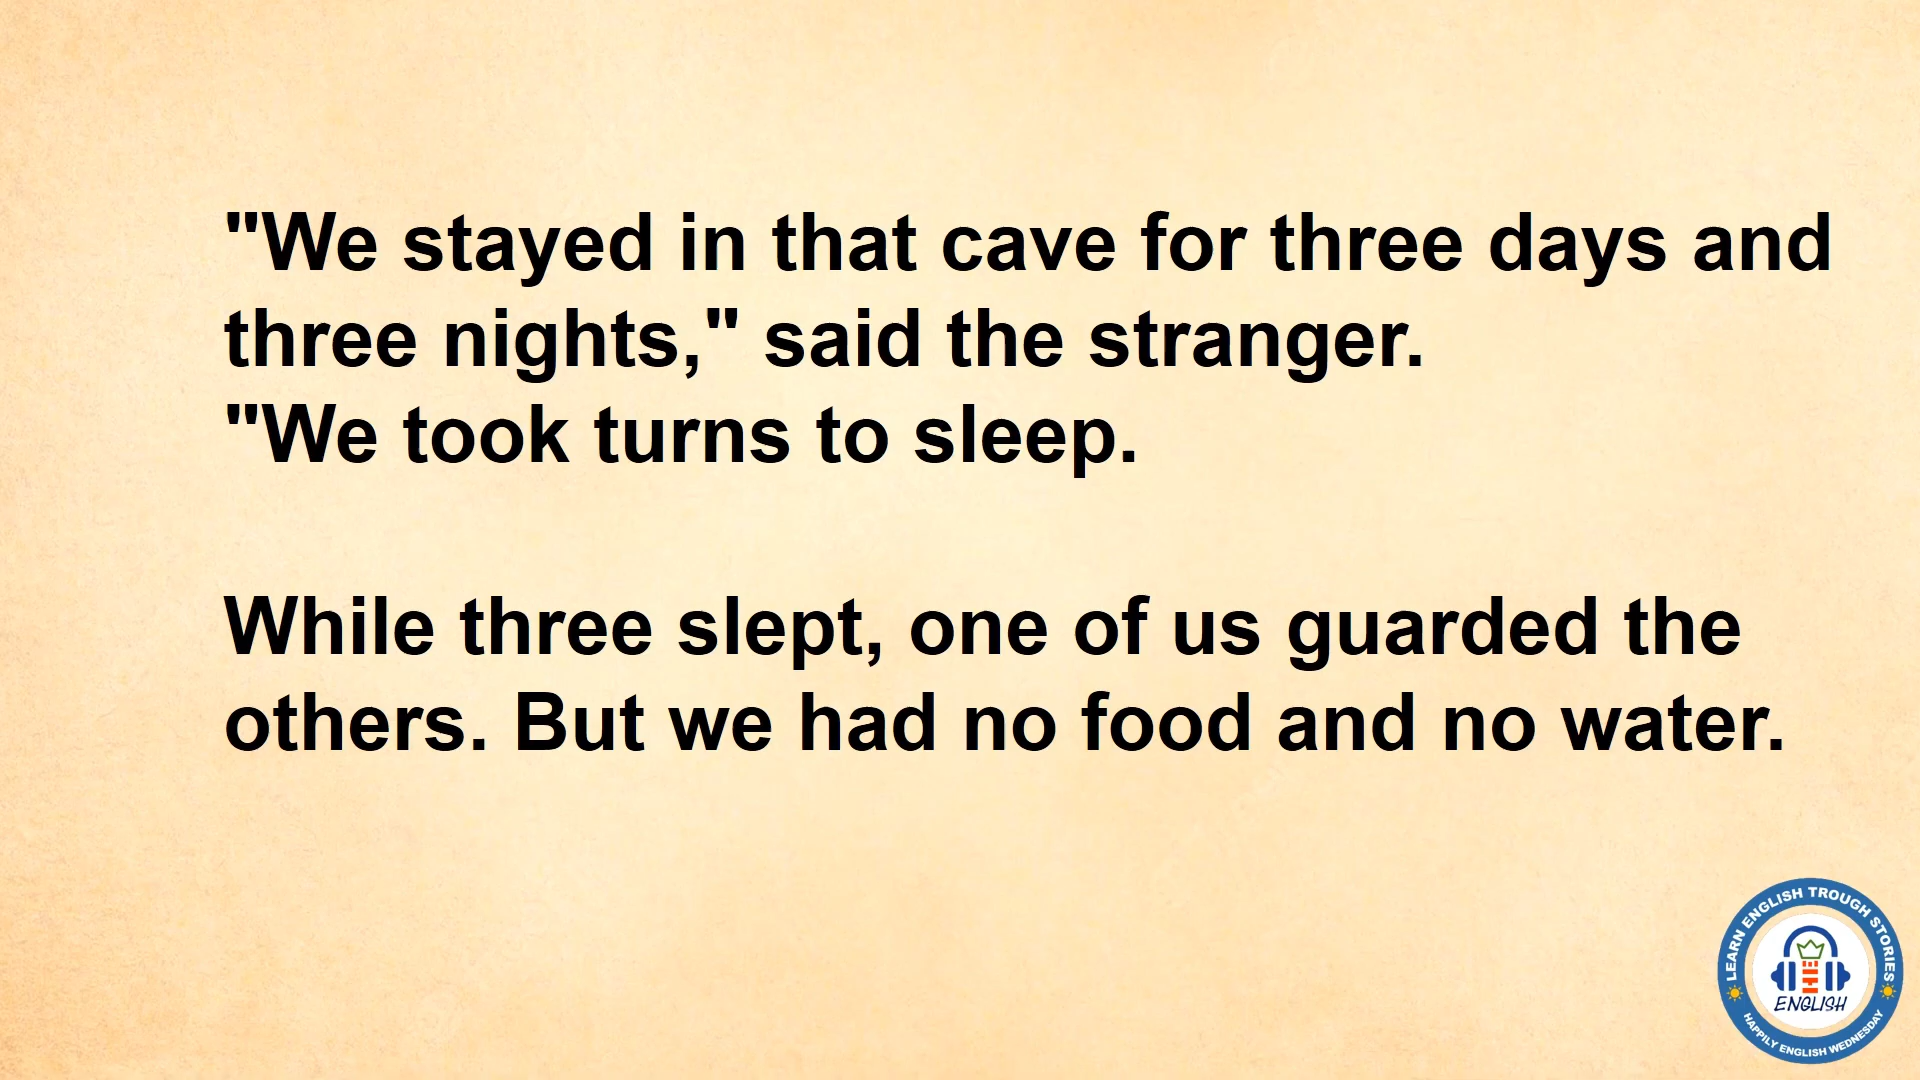 "We stayed in that cave for three days and
three nights," said the stranger.
"We took turns to sleep.
While three slept, one of us guarded the
others. But we had no food and no water.
LEARN ENGLISH TROUGH STORIES
ENGLISH
HAPPILY ENGLISH WEDNESDAY